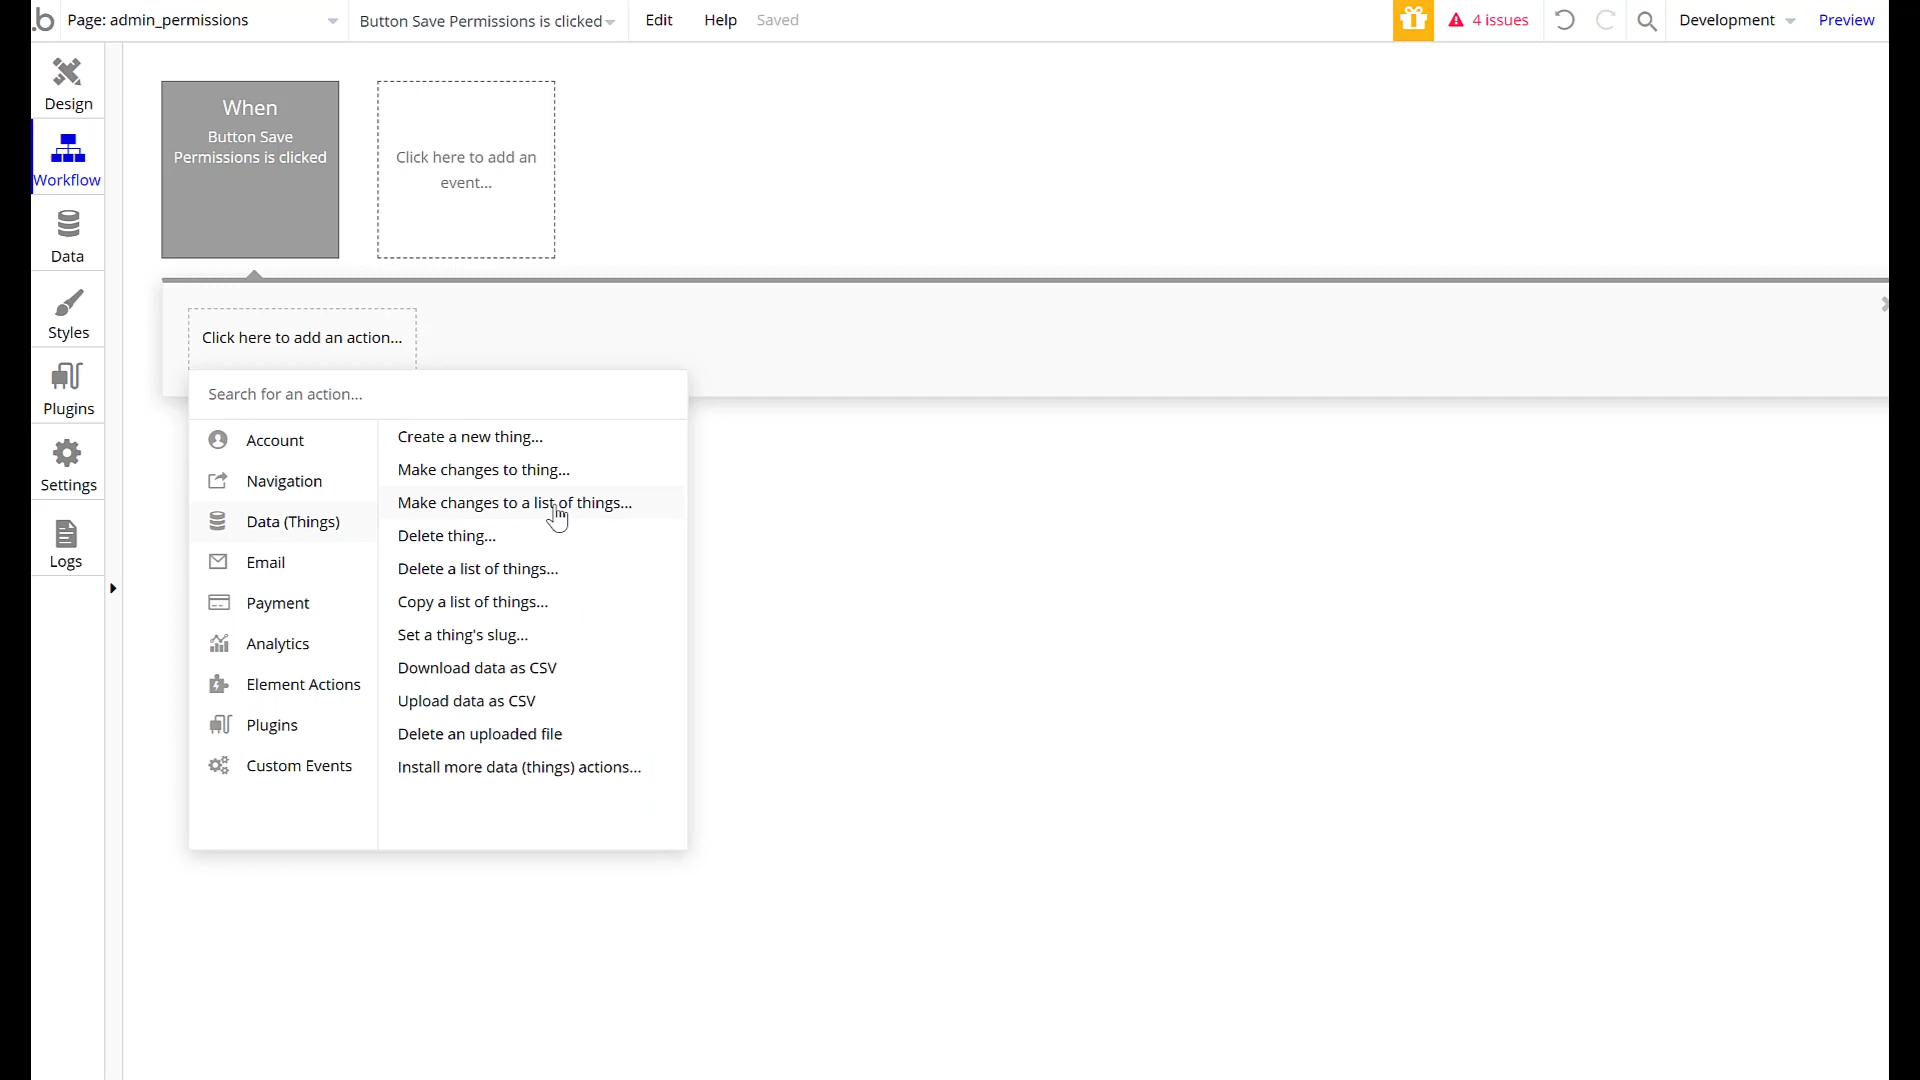 .b
Page: admin_permissions
Button Save Permissions is clicked
Edit
Help
Saved
4 issues
Development
Preview
Design
Workflow
Data
Styles
Plugins
Settings
Logs
When
Button Save
Permissions is clicked
Click here to add an
event...
Click here to add an action...
Search for an action...
Account
Navigation
Data (Things)
Email
Payment
Analytics
Element Actions
Plugins
Custom Events
Create a new thing...
Make changes to thing...
Make changes to a list of things...
Delete thing...
Delete a list of things...
Copy a list of things...
Set a thing's slug...
Download data as CSV
Upload data as CSV
Delete an uploaded file
Install more data (things) actions...